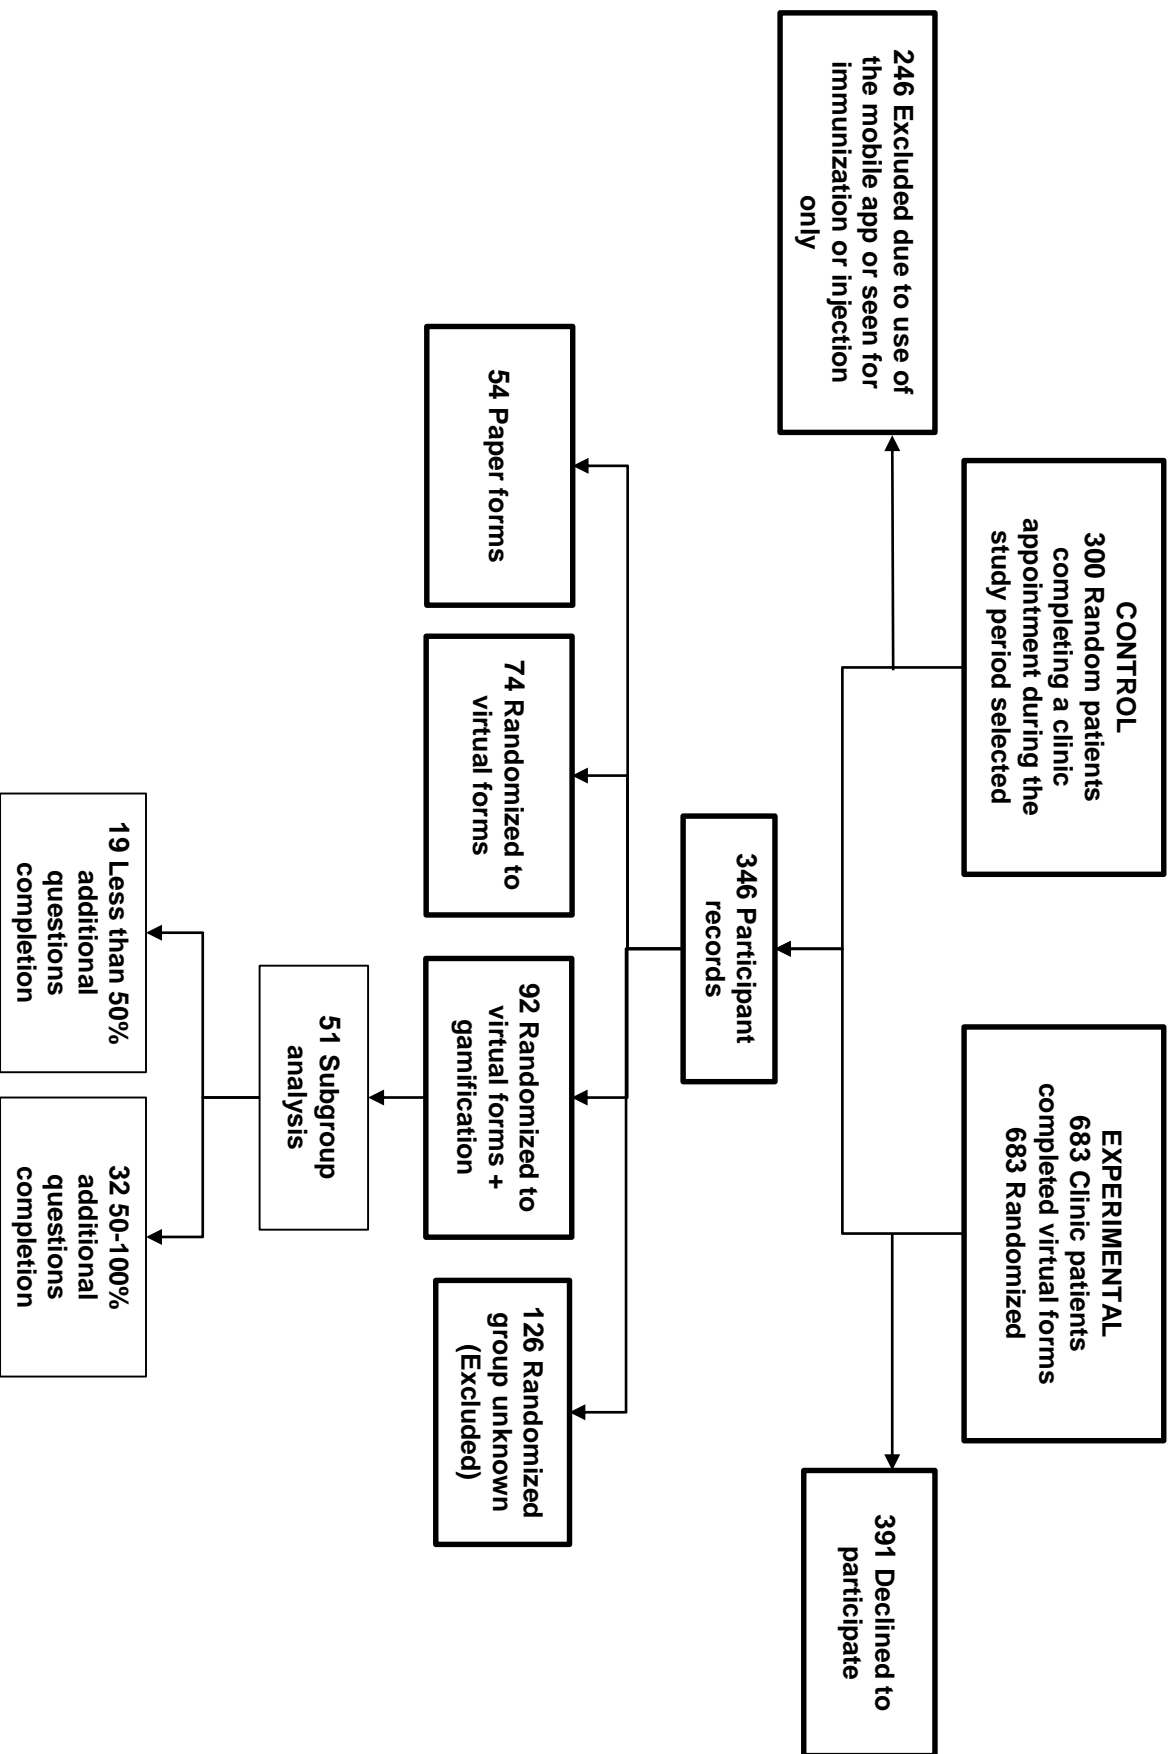 CONTROL
300 Random patients
completing a clinic
appointment during the
study period selected
EXPERIMENTAL
683 Clinic patients
completed virtual forms
683 Randomized
246 Excluded due to use of
the mobile app or seen for
immunization or injection
only
391 Declined to
participate
346 Participant
records
54 Paper forms
74 Randomized to
virtual forms
92 Randomized to
virtual forms +
gamification
126 Randomized
group unknown
(Excluded)
51 Subgroup
analysis
19 Less than 50%
additional
questions
completion
32 50-100%
additional
questions
completion